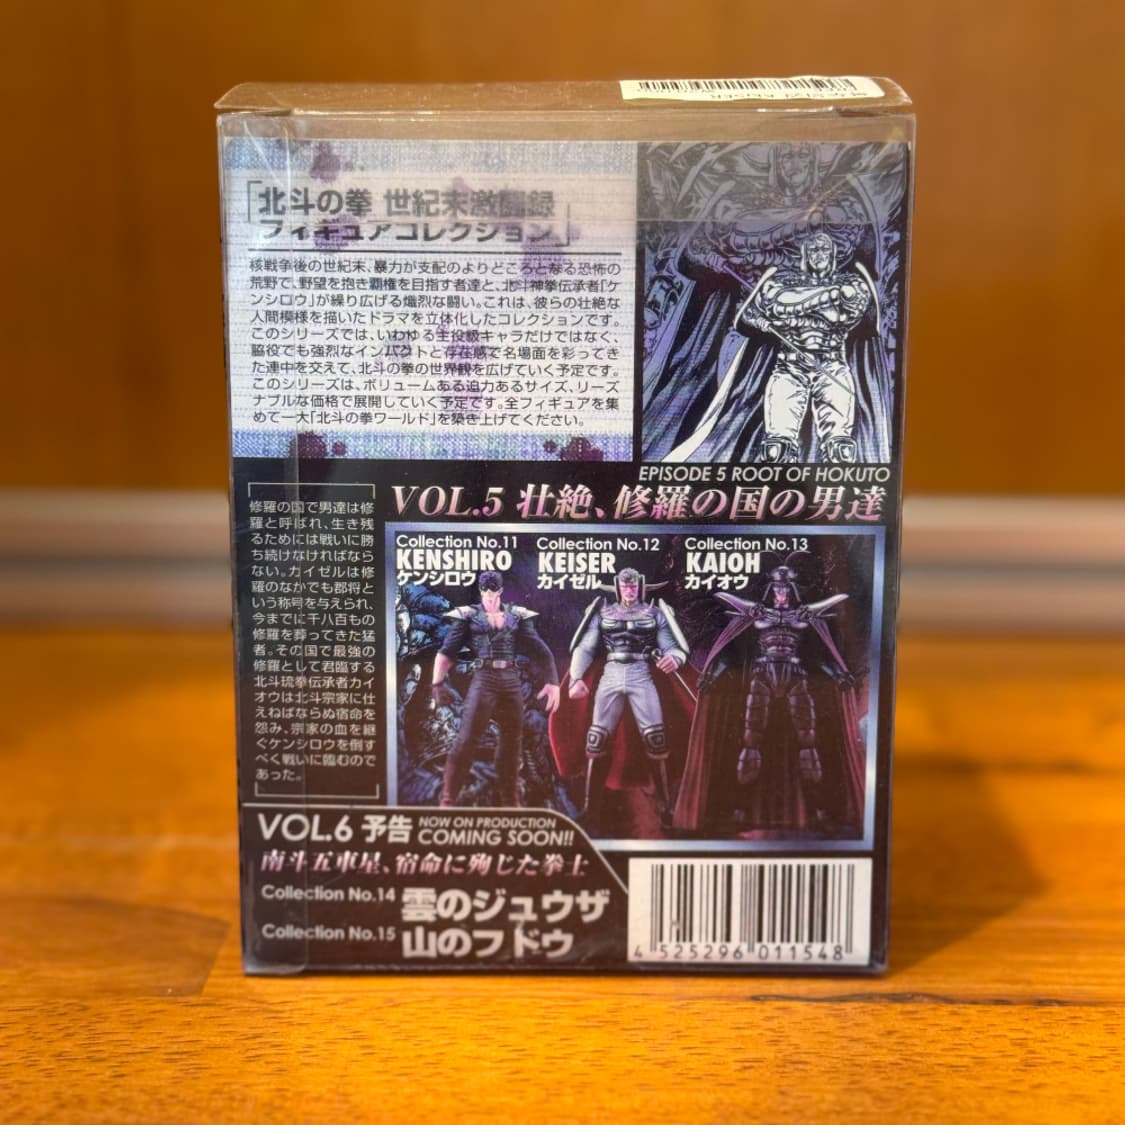 「北斗の拳 世紀末激闘録
フィギュアコレクション」
核戦争後の世紀末、暴力が支配のよりどころとなる恐怖の
荒野で、野望を抱き覇権を目指す者達と、北斗神拳伝承者「ケ
ンシロウ」が繰り広げる熾烈な闘い。これは、彼らの壮絶な
人間模様を描いたドラマを立体化したコレクションです。
このシリーズでは、いわゆる主役級キャラだけではなく、
脇役でも強烈なインパクトと存在感で名場面を彩ってき
た連中を交えて、北斗の拳の世界観を広げていく予定です。
このシリーズは、ボリュームある迫力あるサイズ、リーズ
ナブルな価格で展開していく予定です。全フィギュアを集
めて一大「北斗の拳ワールド」を築き上げてください。
EPISODE 5 ROOT OF HOKUTO
VOL.5 壮絶、修羅の国の男達
修羅の国で男達は修
羅と呼ばれ、生き残
るためには戦いに勝
ち続けなければなら
ない。カイゼルは修
羅のなかでも郡将と
いう称号を与えられ、
今までに千八百もの
修羅を葬ってきた猛
者。その国で最強の
修羅として君臨する
北斗琉拳伝承者カイ
オウは北斗宗家に仕
えねばならぬ宿命を
怨み、宗家の血を継
ぐケンシロウを倒す
べく戦いに臨むので
あった。
Collection No.11
KENSHIRO
ケンシロウ
Collection No.12
KEISER
カイゼル
Collection No.13
KAIOH
カイオウ
VOL.6 予告 NOW ON PRODUCTION
COMING SOON!!
南斗五車星、宿命に殉じた拳士
Collection No.14 雲のジュウザ
Collection No.15 山のフドウ
4 525296 011548